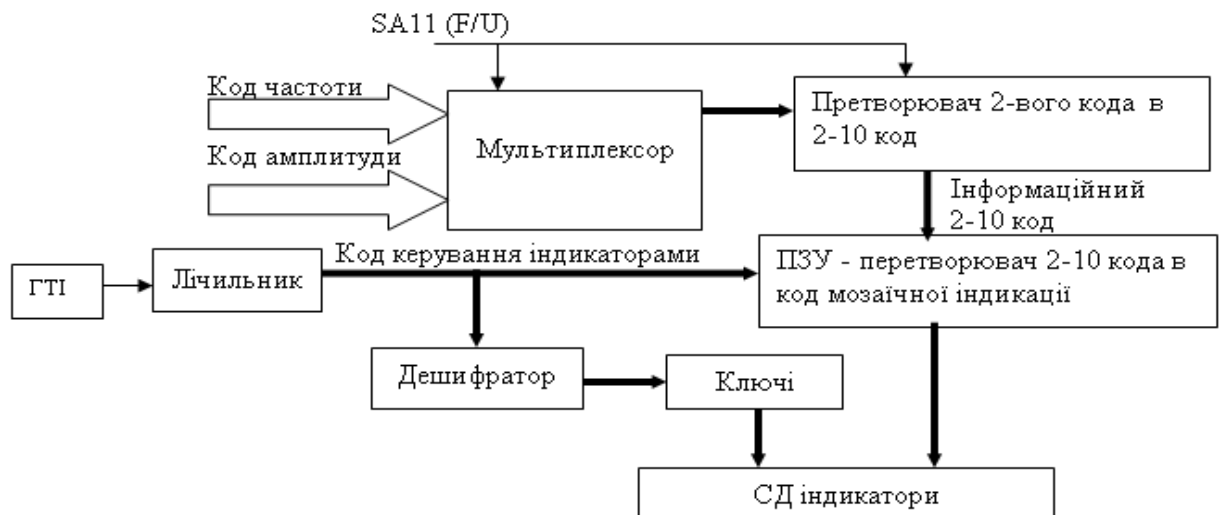 SA11 (F/U)
Код частоти
Код амплитуди
Мультиплексор
Претворювач 2-вого кода в
2-10 код
Інформаційний
2-10 код
Код керування індикаторами
ГТІ
Лічильник
ПЗУ - перетворювач 2-10 кода в
код мозаїчної індикації
Дешифратор
Ключі
СД індикатори